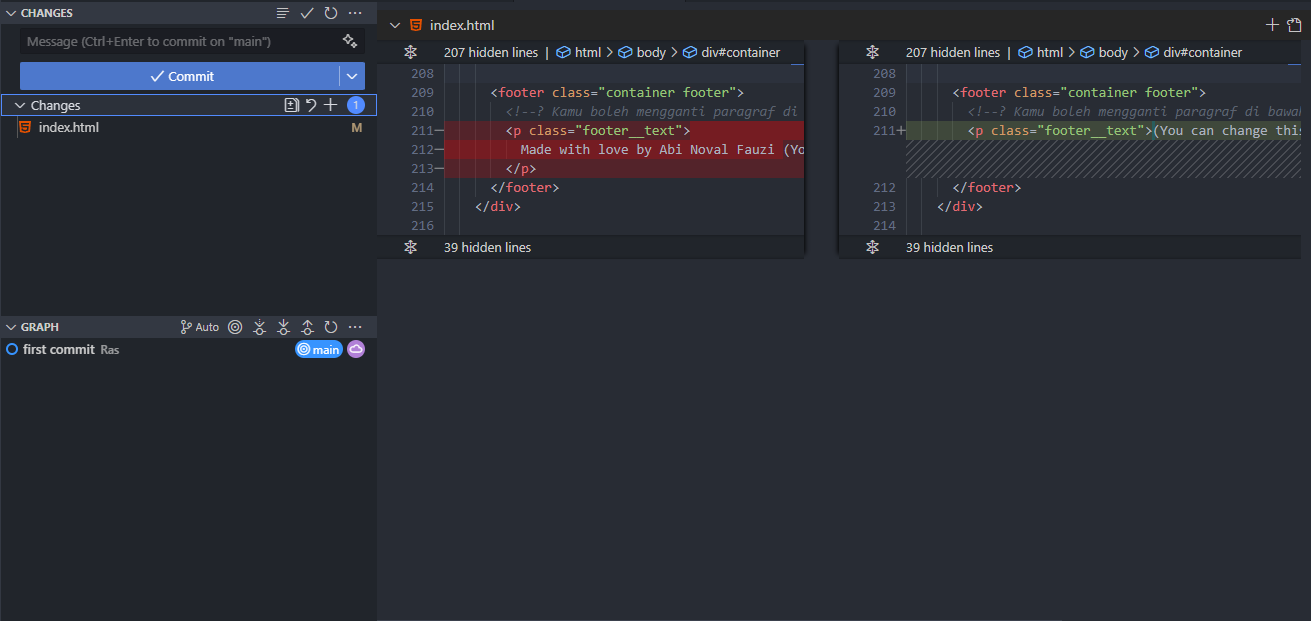 CHANGES
Message (Ctrl+Enter to commit on "main")
Commit
Changes 1
index.html M
GRAPH Auto
first commit Ras main
index.html
207 hidden lines | html > body > div#container
208
209 <footer class="container footer">
210 <!--? Kamu boleh mengganti paragraf di
211− <p class="footer__text">
212− Made with love by Abi Noval Fauzi (Yo
213− </p>
214 </footer>
215 </div>
216
39 hidden lines
207 hidden lines | html > body > div#container
208
209 <footer class="container footer">
210 <!--? Kamu boleh mengganti paragraf di bawa
211+ <p class="footer__text">(You can change this
212 </footer>
213 </div>
214
39 hidden lines